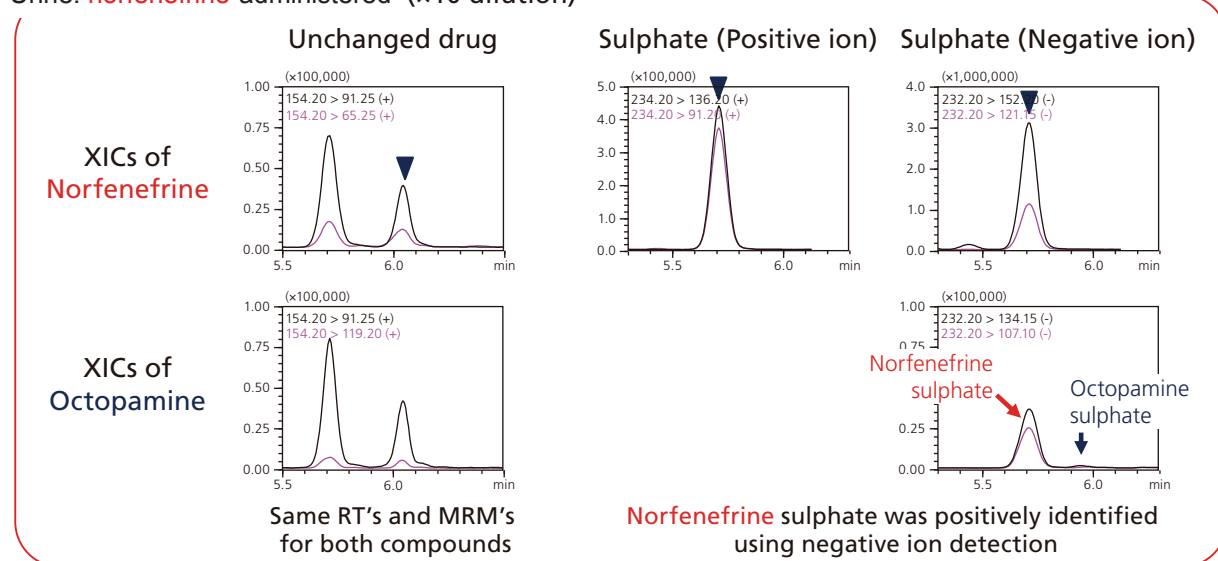 Urine: norfenefrine administered (×10 dilution)
Unchanged drug
Sulphate (Positive ion)
Sulphate (Negative ion)
XICs of
Norfenefrine
(×100,000)
1.00
0.75
0.50
0.25
0.00
154.20 > 91.25 (+)
154.20 > 65.25 (+)
5.5
6.0
min
(×100,000)
5.0
4.0
3.0
2.0
1.0
0.0
234.20 > 136.20 (+)
234.20 > 91.20 (+)
5.5
6.0
min
(×1,000,000)
4.0
3.0
2.0
1.0
0.0
232.20 > 152.10 (-)
232.20 > 121.15 (-)
5.5
6.0
min
XICs of
Octopamine
(×100,000)
1.00
0.75
0.50
0.25
0.00
154.20 > 91.25 (+)
154.20 > 119.20 (+)
5.5
6.0
min
(×100,000)
1.00
0.75
0.25
0.00
232.20 > 134.15 (-)
232.20 > 107.10 (-)
Norfenefrine
sulphate
Octopamine
sulphate
5.5
6.0
min
Same RT's and MRM's
for both compounds
Norfenefrine sulphate was positively identified
using negative ion detection